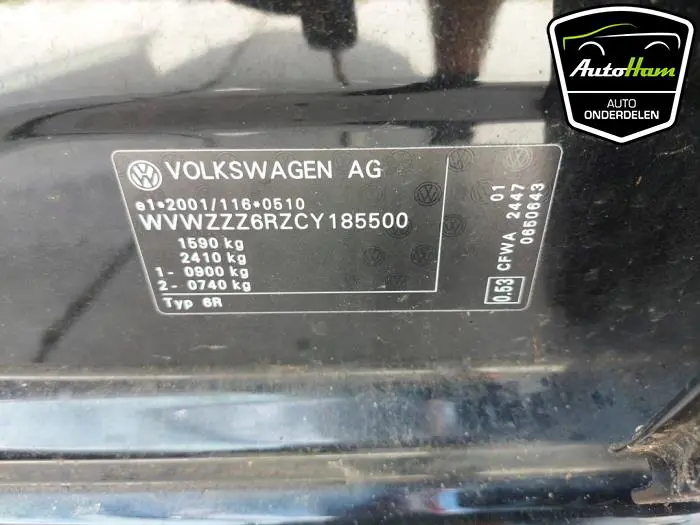 AutoHam
AUTO
ONDERDELEN
VOLKSWAGEN AG
e1*2001/116*0510
WVWZZZ6RZCY185500
1590 kg
2410 kg
1- 0900 kg
2- 0740 kg
Typ 6R
0.53 CFWA 01
2447
0650643